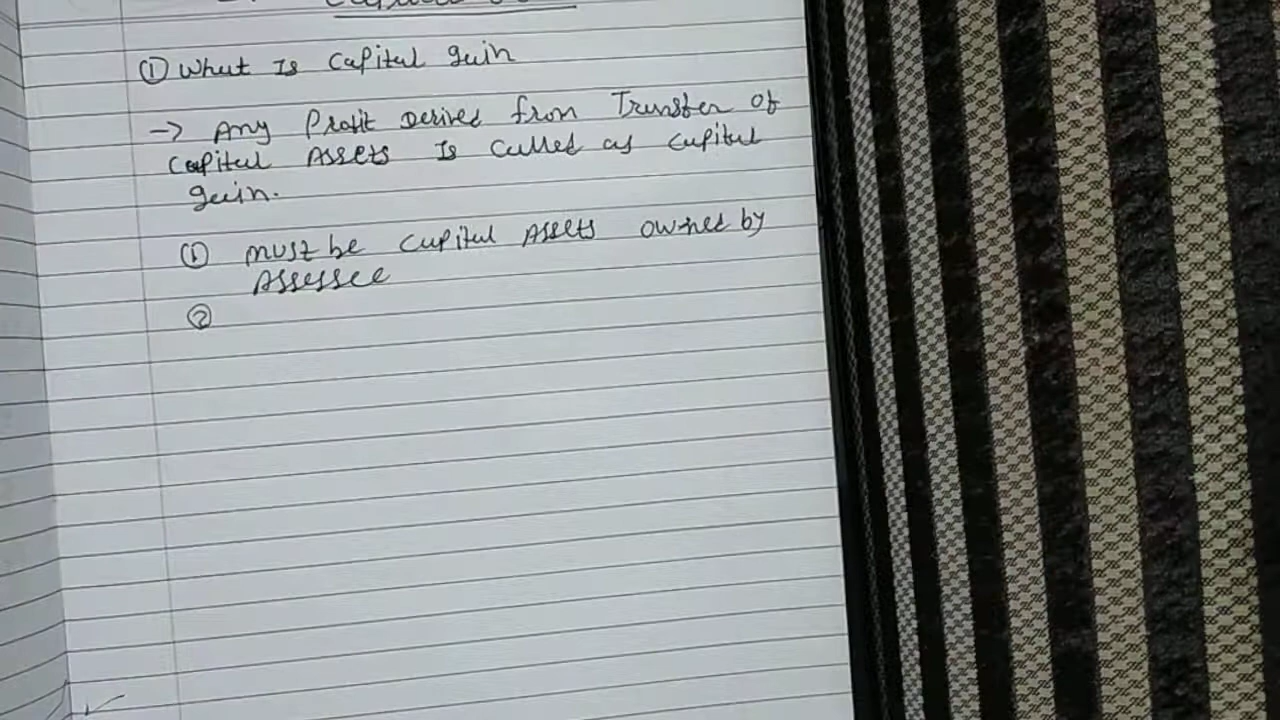 ① What Is Capital gain
→ Any Profit Derived from Transfer of
Capital Assets Is Called as Capital
gain.
① must be Capital Assets owned by
Assessee
②